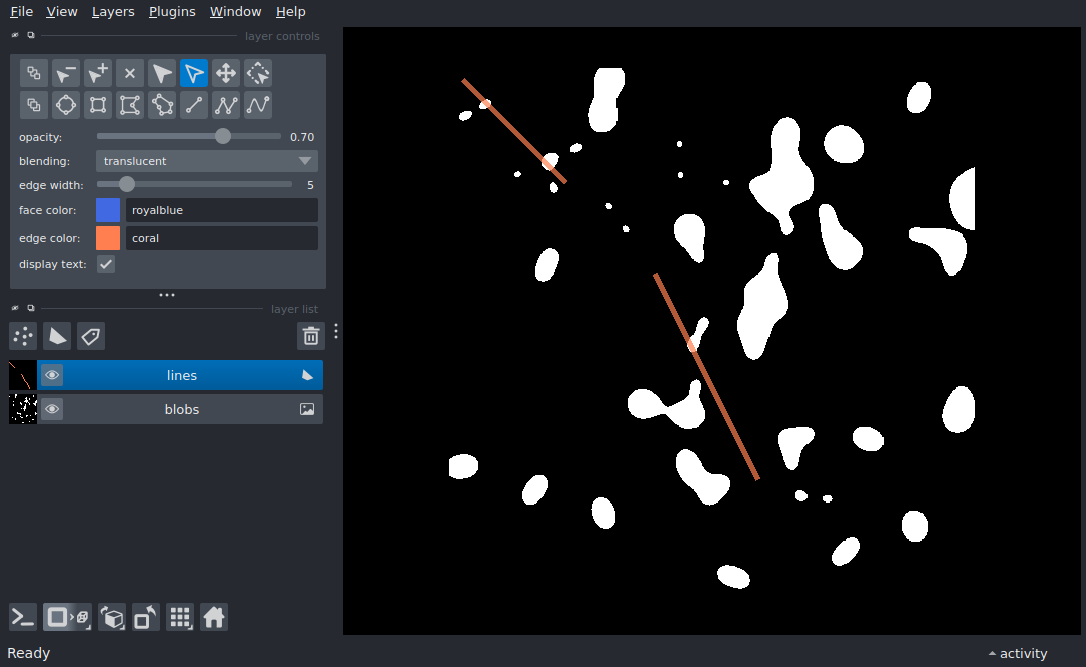 File View Layers Plugins Window Help
layer controls
opacity: 0.70
blending: translucent
edge width: 5
face color: royalblue
edge color: coral
display text:
layer list
lines
blobs
Ready
activity